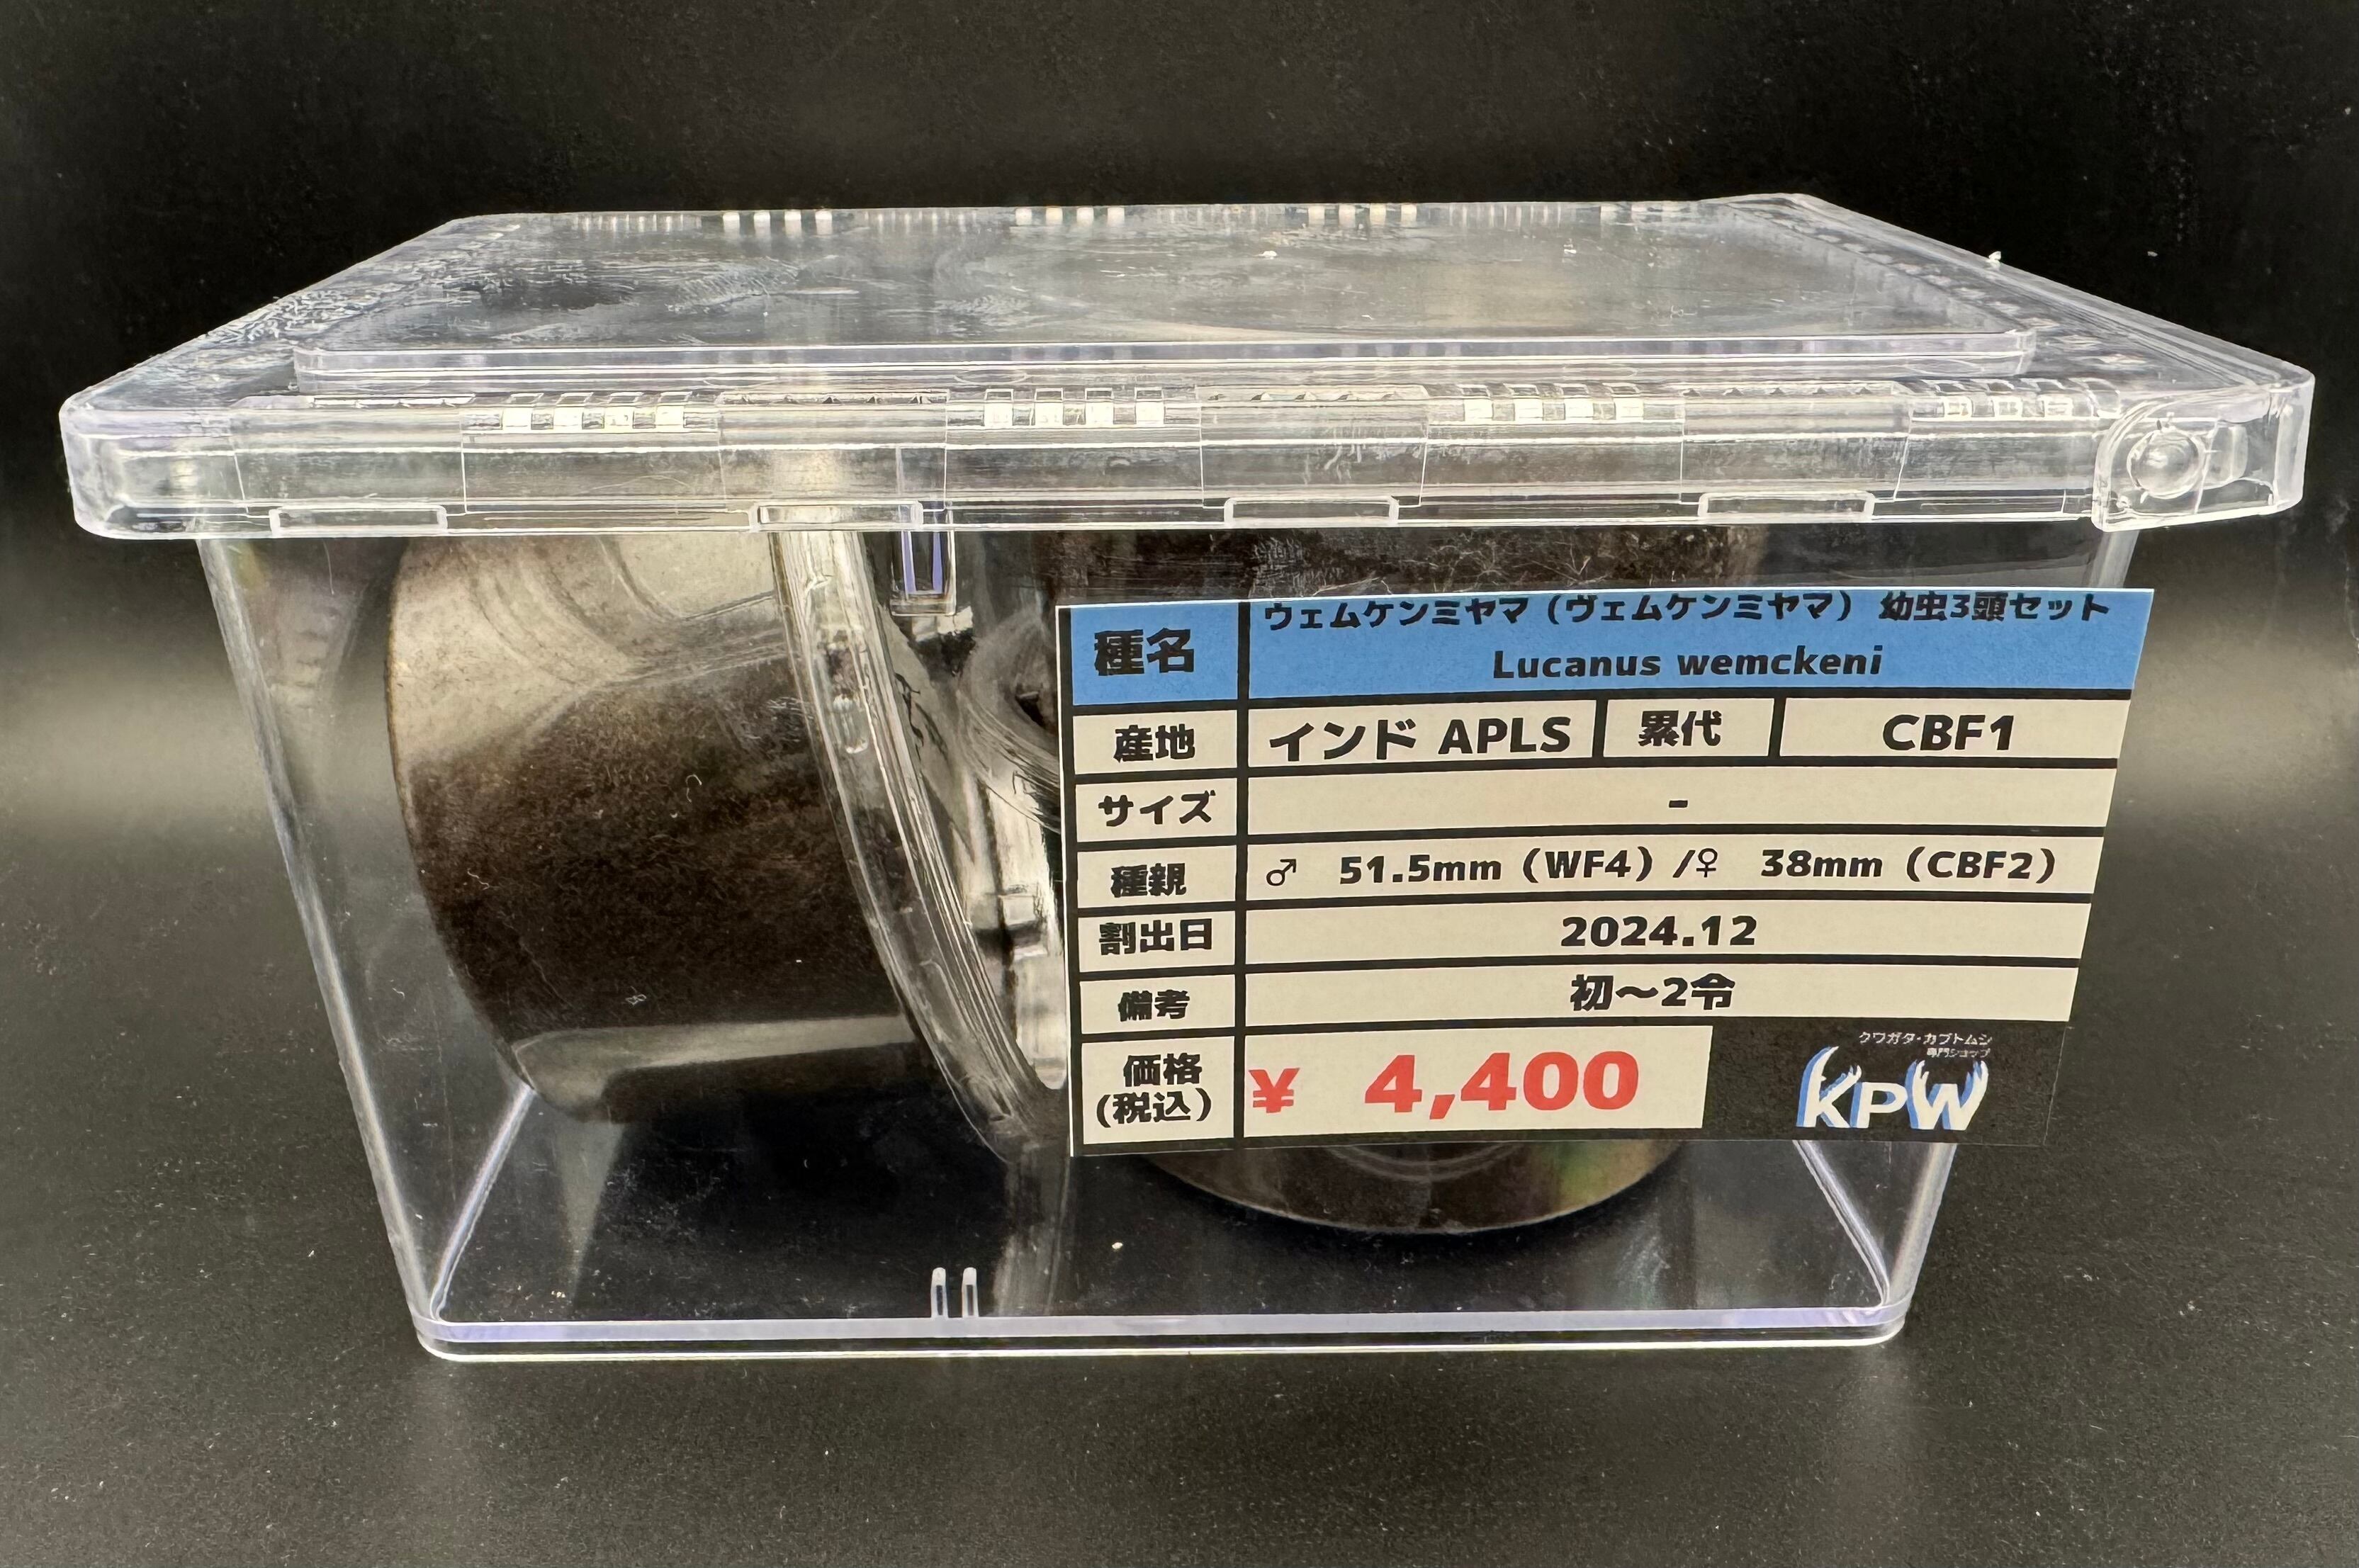 種名
ウェムケンミヤマ（ヴェムケンミヤマ） 幼虫3頭セット
Lucanus wemckeni
産地 インド APLS 累代 CBF1
サイズ -
種親 ♂ 51.5mm（WF4）/♀ 38mm（CBF2）
割出日 2024.12
備考 初～2令
価格
(税込)
¥ 4,400
クワガタ・カブトムシ
専門ショップ
KPW